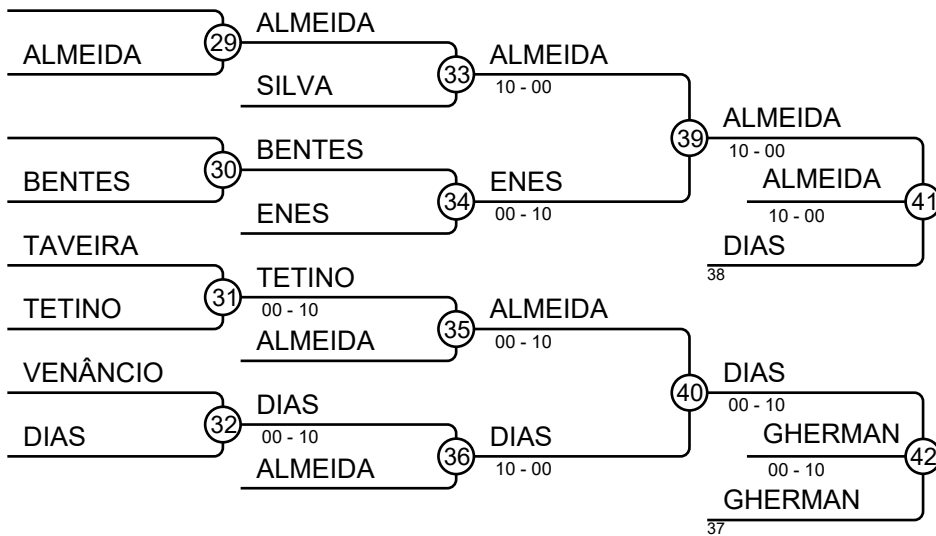 ALMEIDA
29
ALMEIDA
SILVA
33
ALMEIDA
10 - 00
BENTES
30
BENTES
ENES
34
ENES
00 - 10
39
ALMEIDA
10 - 00
ALMEIDA
10 - 00
41
DIAS
38
TAVEIRA
TETINO
31
TETINO
00 - 10
ALMEIDA
35
ALMEIDA
00 - 10
VENÂNCIO
DIAS
32
DIAS
00 - 10
ALMEIDA
36
DIAS
10 - 00
40
DIAS
00 - 10
GHERMAN
00 - 10
42
GHERMAN
37